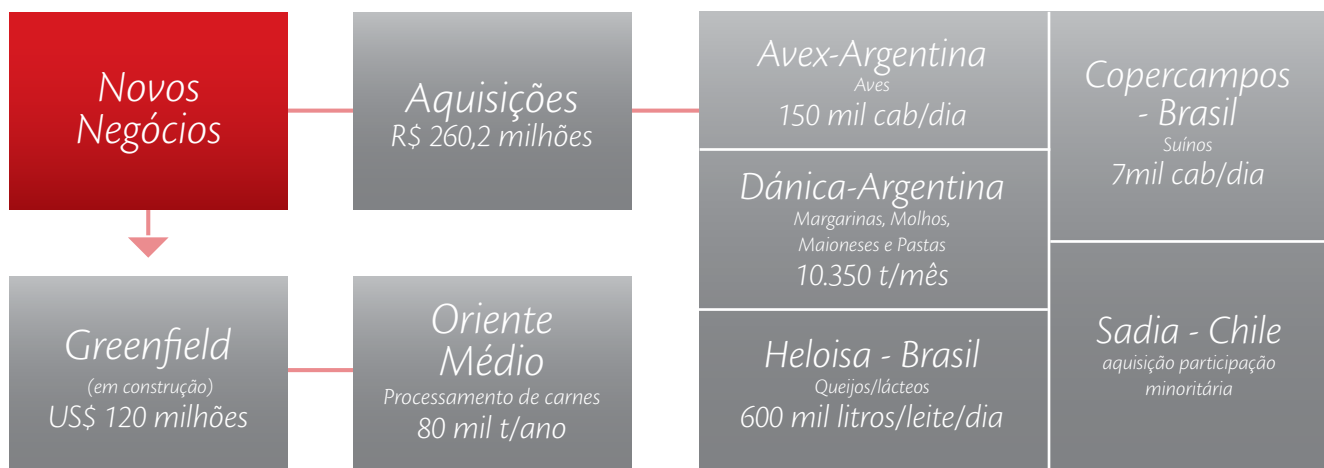 Novos
Negócios
Aquisições
R$ 260,2 milhões
Avex-Argentina
Aves
150 mil cab/dia
Dánica-Argentina
Margarinas, Molhos,
Maioneses e Pastas
10.350 t/mês
Heloisa - Brasil
Queijos/lácteos
600 mil litros/leite/dia
Copercampos
- Brasil
Suínos
7mil cab/dia
Sadia - Chile
aquisição participação
minoritária
Greenfield
(em construção)
US$ 120 milhões
Oriente
Médio
Processamento de carnes
80 mil t/ano